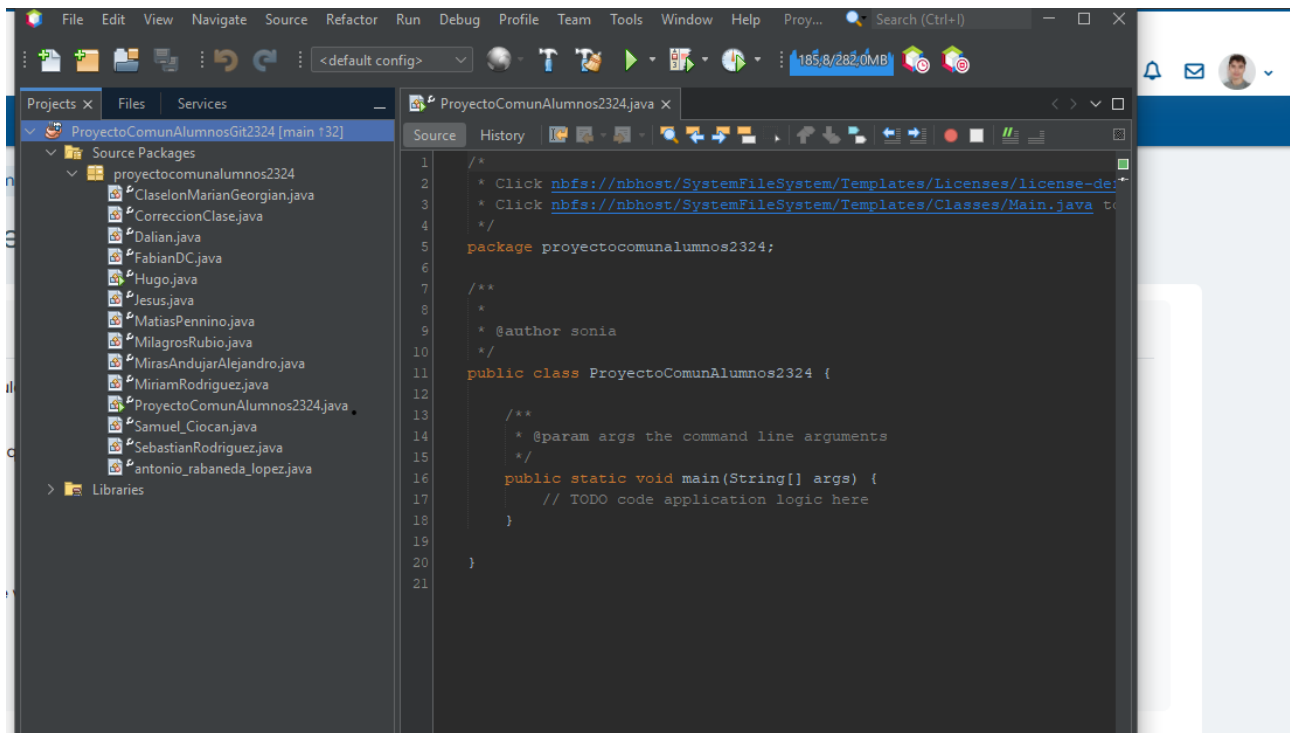 File Edit View Navigate Source Refactor Run Debug Profile Team Tools Window Help Proy... Search (Ctrl+I)
<default config> 185,8/282,0MB
Projects Files Services
ProyectoComunAlumnosGit2324 [main ↑32]
Source Packages
proyectocomunalumnos2324
ClaseIonMarianGeorgian.java
CorreccionClase.java
Dalian.java
FabianDC.java
Hugo.java
Jesus.java
MatiasPennino.java
MilagrosRubio.java
MirasAndujarAlejandro.java
MiriamRodriguez.java
ProyectoComunAlumnos2324.java
Samuel_Ciocan.java
SebastianRodriguez.java
antonio_rabaneda_lopez.java
Libraries
ProyectoComunAlumnos2324.java
Source History
1 /*
2 * Click nbfs://nbhost/SystemFileSystem/Templates/Licenses/license-def
3 * Click nbfs://nbhost/SystemFileSystem/Templates/Classes/Main.java to
4 */
5 package proyectocomunalumnos2324;
6
7 /**
8 *
9 * @author sonia
10 */
11 public class ProyectoComunAlumnos2324 {
12
13 /**
14 * @param args the command line arguments
15 */
16 public static void main(String[] args) {
17 // TODO code application logic here
18 }
19
20 }
21